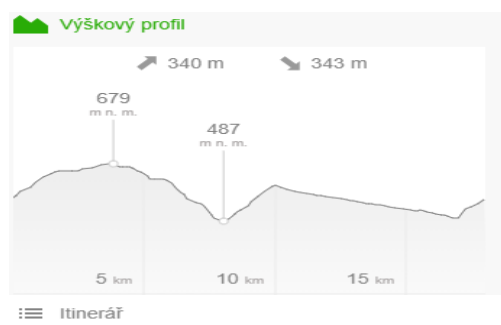 Výškový profil
340 m 343 m
679
m n. m.
487
m n. m.
5 km 10 km 15 km
Itinerář